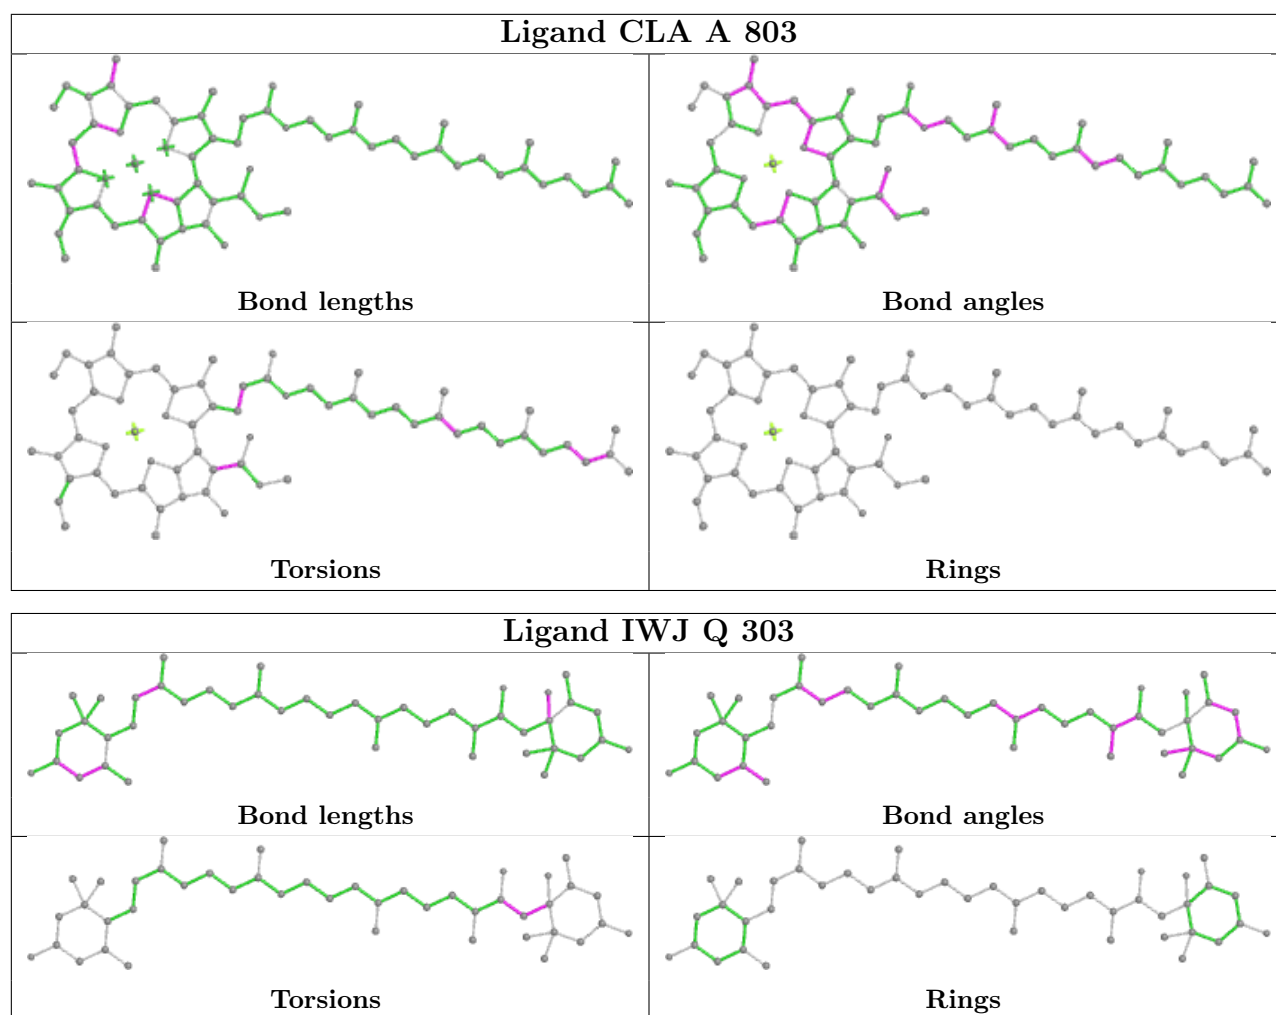 Ligand CLA A 803
Bond lengths
Bond angles
Torsions
Rings
Ligand IWJ Q 303
Bond lengths
Bond angles
Torsions
Rings